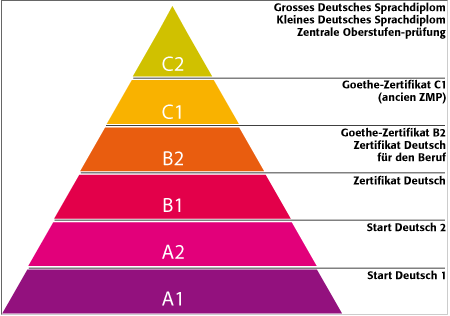 Grosses Deutsches Sprachdiplom
Kleines Deutsches Sprachdiplom
Zentrale Oberstufen-prüfung
C2
Goethe-Zertifikat C1
(ancien ZMP)
C1
Goethe-Zertifikat B2
Zertifikat Deutsch
für den Beruf
B2
Zertifikat Deutsch
B1
Start Deutsch 2
A2
Start Deutsch 1
A1